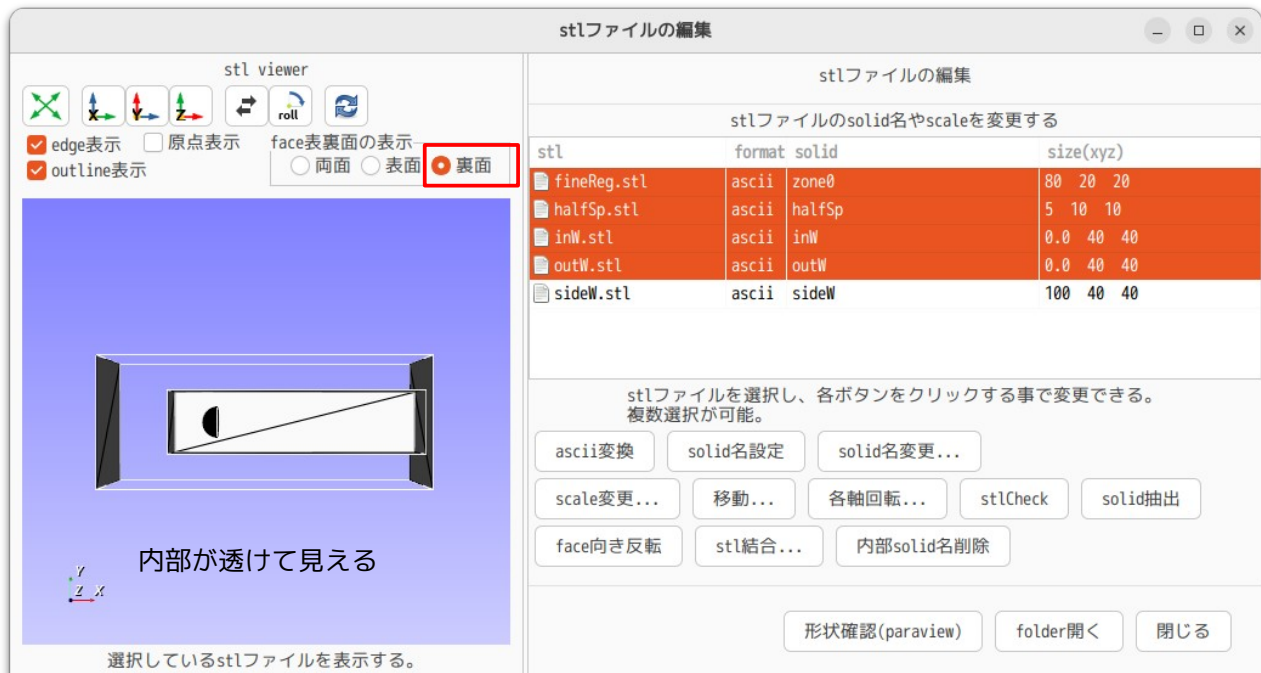 stlファイルの編集
stl viewer
X Y Z roll
edge表示 原点表示 face表裏面の表示
outline表示 両面 表面 裏面
内部が透けて見える
Y
Z X
選択しているstlファイルを表示する。
stlファイルの編集
stlファイルのsolid名やscaleを変更する
stl format solid size(xyz)
fineReg.stl ascii zone0 80 20 20
halfSp.stl ascii halfSp 5 10 10
inW.stl ascii inW 0.0 40 40
outW.stl ascii outW 0.0 40 40
sideW.stl ascii sideW 100 40 40
stlファイルを選択し、各ボタンをクリックする事で変更できる。
複数選択が可能。
ascii変換 solid名設定 solid名変更...
scale変更... 移動... 各軸回転... stlCheck solid抽出
face向き反転 stl結合... 内部solid名削除
形状確認(paraview) folder開く 閉じる